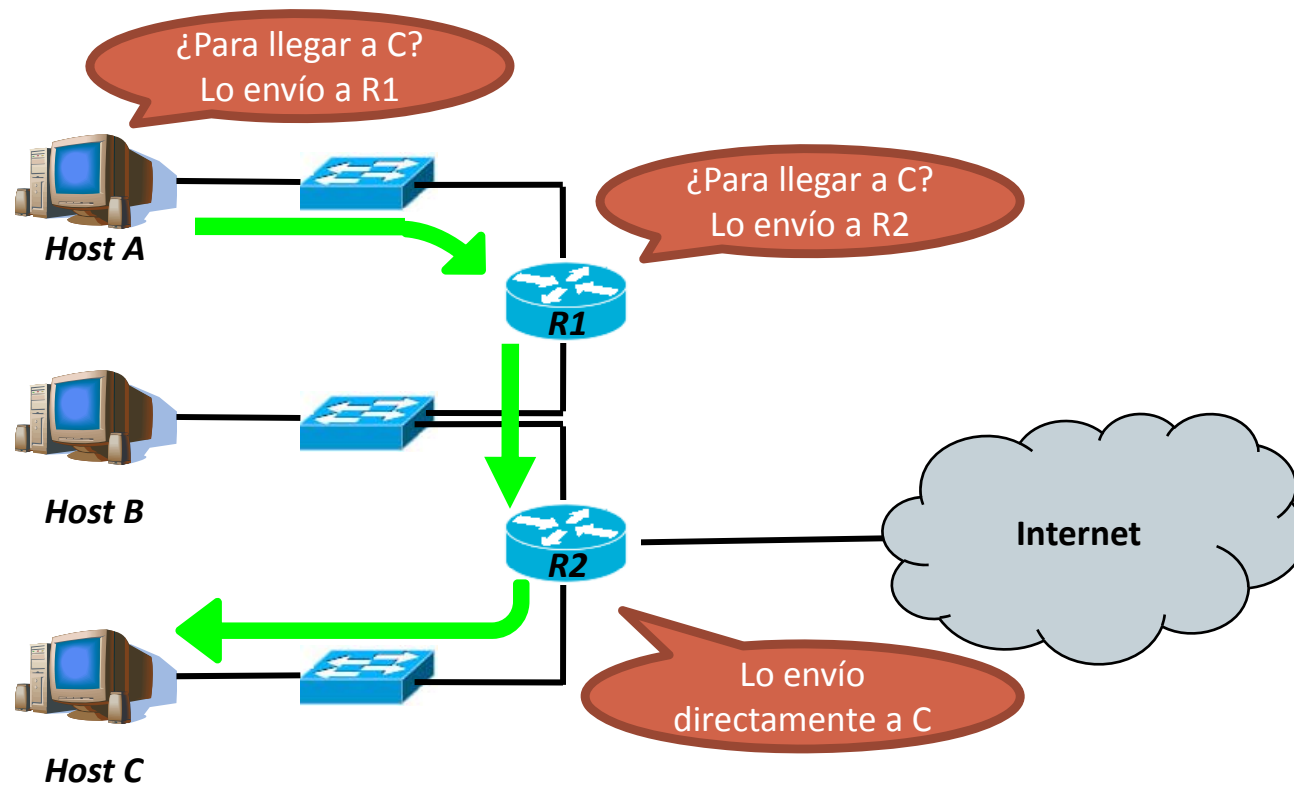 ¿Para llegar a C?
Lo envío a R1
Host A
¿Para llegar a C?
Lo envío a R2
R1
Host B
R2
Internet
Lo envío
directamente a C
Host C